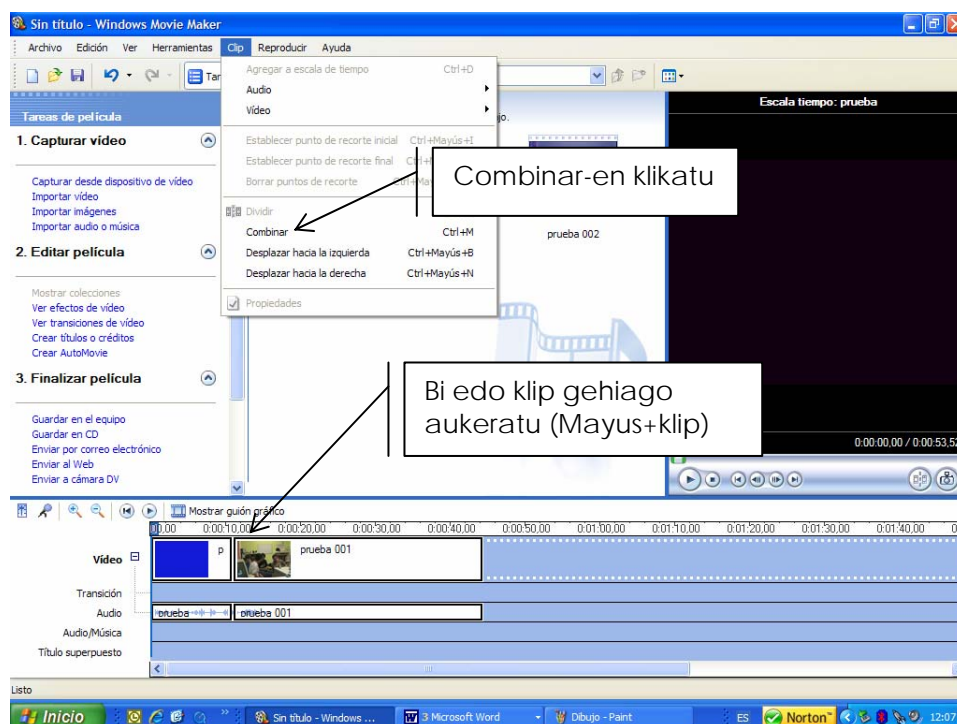 Sin título - Windows Movie Maker
Archivo Edición Ver Herramientas Clip Reproducir Ayuda
Tar
Agregar a escala de tiempo Ctrl+D
Audio
Vídeo
Establecer punto de recorte inicial Ctrl+Mayús+I
Establecer punto de recorte final
Borrar puntos de recorte
Dividir
Combinar Ctrl+M
Desplazar hacia la izquierda Ctrl+Mayús+B
Desplazar hacia la derecha Ctrl+Mayús+N
Propiedades
Combinar-en klikatu
Tareas de película
1. Capturar vídeo
Capturar desde dispositivo de vídeo
Importar vídeo
Importar imágenes
Importar audio o música
2. Editar película
Mostrar colecciones
Ver efectos de vídeo
Ver transiciones de vídeo
Crear títulos o créditos
Crear AutoMovie
3. Finalizar película
Guardar en el equipo
Guardar en CD
Enviar por correo electrónico
Enviar al Web
Enviar a cámara DV
prueba 002
Bi edo klip gehiago
aukeratu (Mayus+klip)
Escala tiempo: prueba
0:00:00,00 / 0:00:53,52
Mostrar guión gráfico
0:00:10,00 0:00:20,00 0:00:30,00 0:00:40,00 0:00:50,00 0:01:00,00 0:01:10,00 0:01:20,00 0:01:30,00 0:01:40,00
Vídeo p prueba 001
Transición
Audio prueba prueba 001
Audio/Música
Título superpuesto
Listo
Inicio Sin título - Windows ... 3 Microsoft Word Dibujo - Paint ES Norton™ 12:07